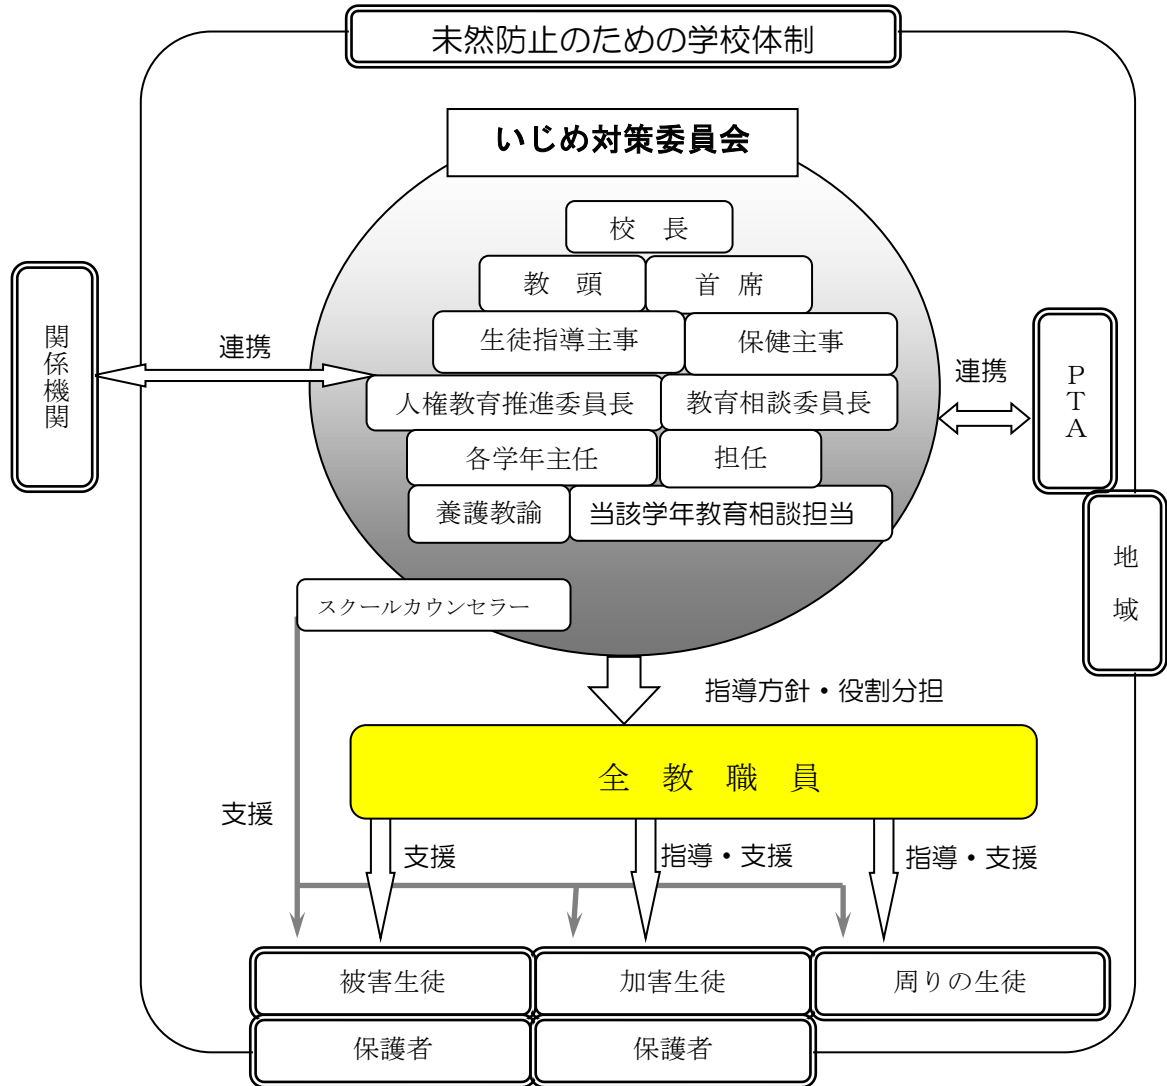 未然防止のための学校体制
いじめ対策委員会
校　長
教　頭
首 席
生徒指導主事
保健主事
人権教育推進委員長
教育相談委員長
各学年主任
担任
養護教諭
当該学年教育相談担当
スクールカウンセラー
関係機関
連携
連携
PTA
地域
指導方針・役割分担
全　教　職　員
支援
支援
指導・支援
指導・支援
被害生徒
加害生徒
周りの生徒
保護者
保護者